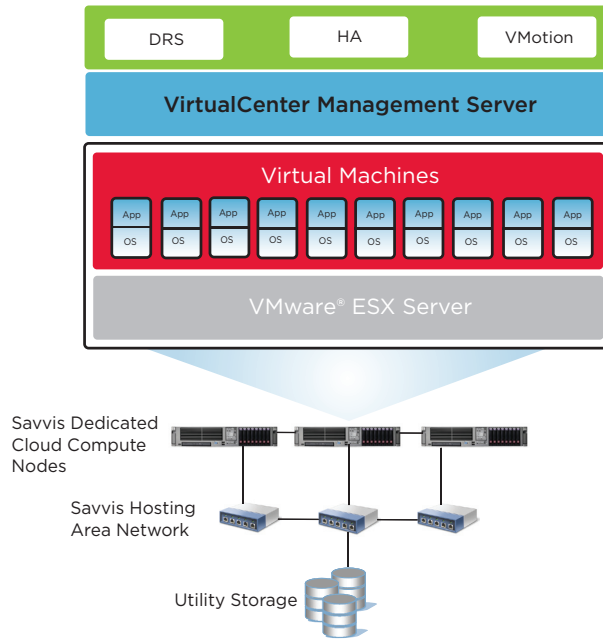 DRS HA VMotion
VirtualCenter Management Server
Virtual Machines
App App App App App App App App App App
OS OS OS OS OS OS OS OS OS OS
VMware® ESX Server
Savvis Dedicated
Cloud Compute
Nodes
Savvis Hosting
Area Network
Utility Storage